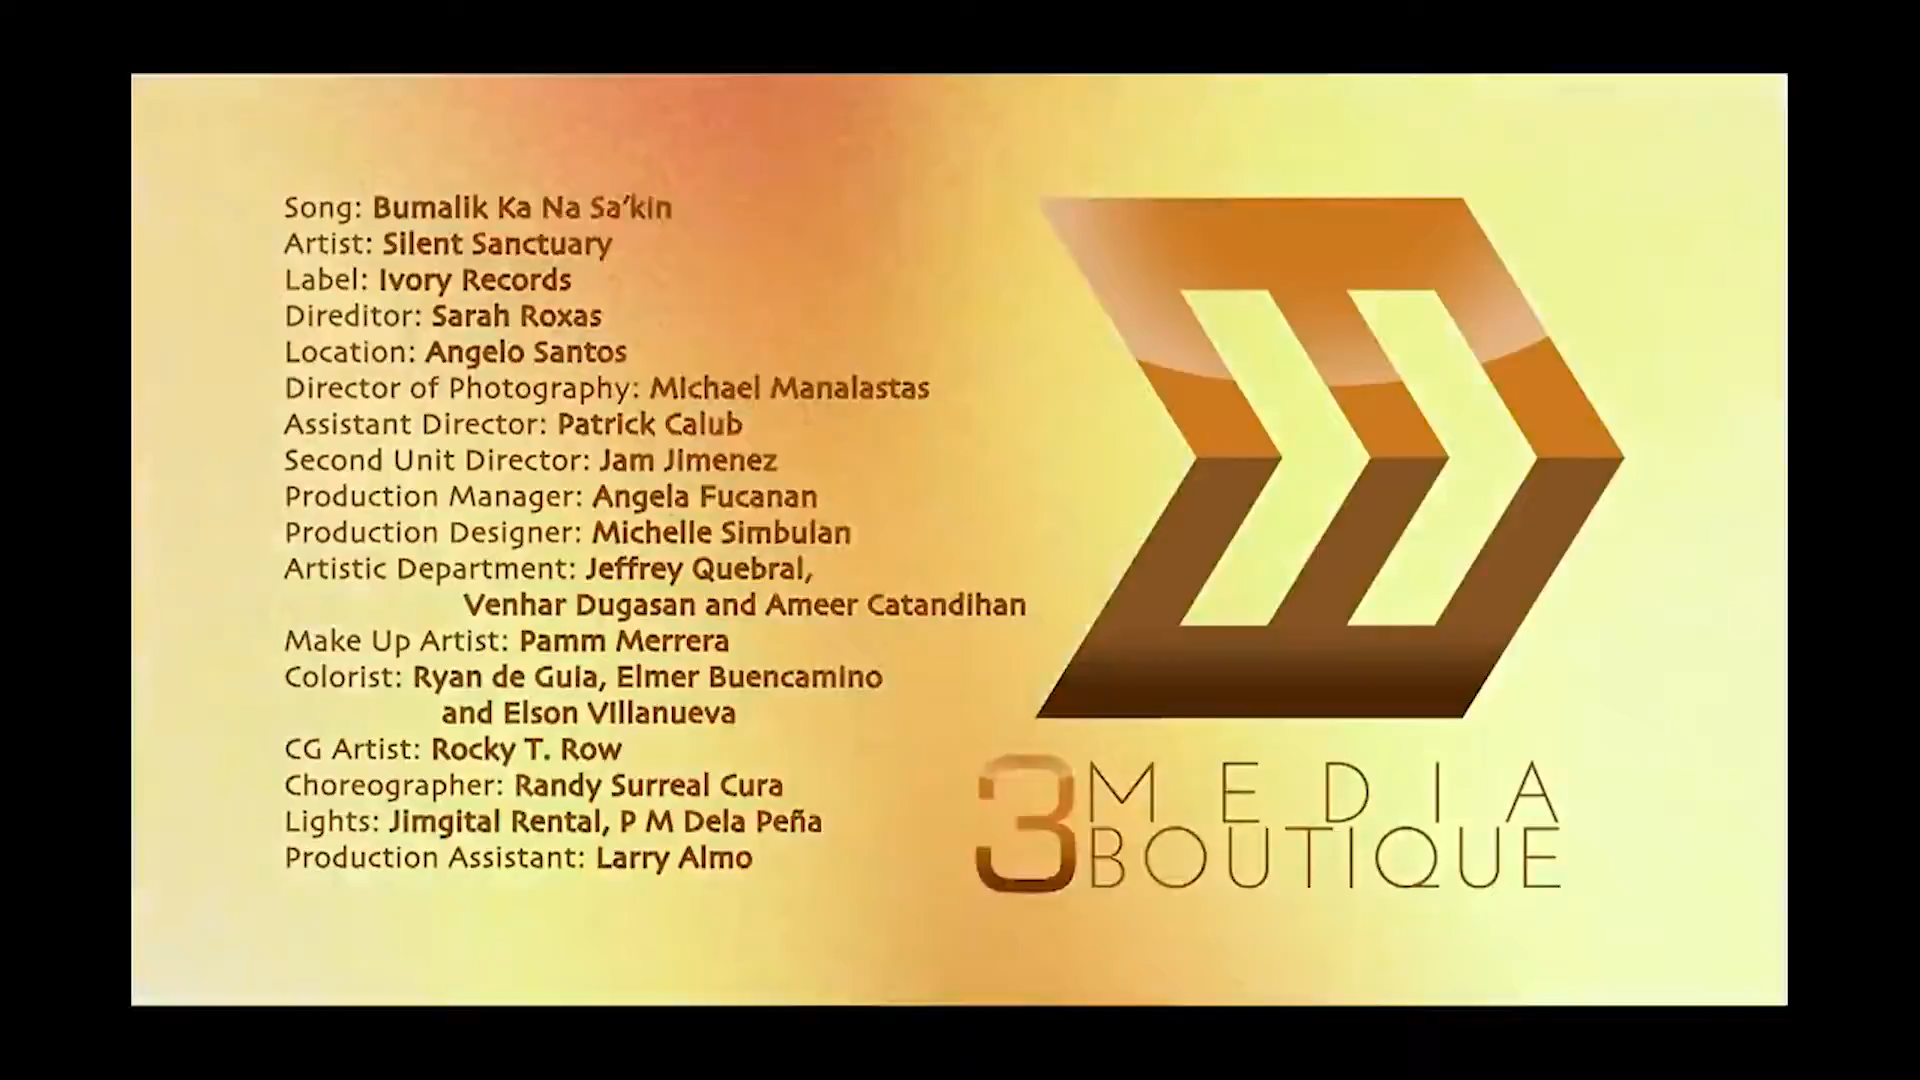 Song: Bumalik Ka Na Sa'kin
Artist: Silent Sanctuary
Label: Ivory Records
Direditor: Sarah Roxas
Location: Angelo Santos
Director of Photography: MIchael Manalastas
Assistant Director: Patrick Calub
Second Unit Director: Jam Jimenez
Production Manager: Angela Fucanan
Production Designer: Michelle Simbulan
Artistic Department: Jeffrey Quebral,
Venhar Dugasan and Ameer Catandihan
Make Up Artist: Pamm Merrera
Colorist: Ryan de Guia, Elmer Buencamino
and Elson VIllanueva
CG Artist: Rocky T. Row
Choreographer: Randy Surreal Cura
Lights: Jimgital Rental, P M Dela Peña
Production Assistant: Larry Almo
3 MEDIA
BOUTIQUE